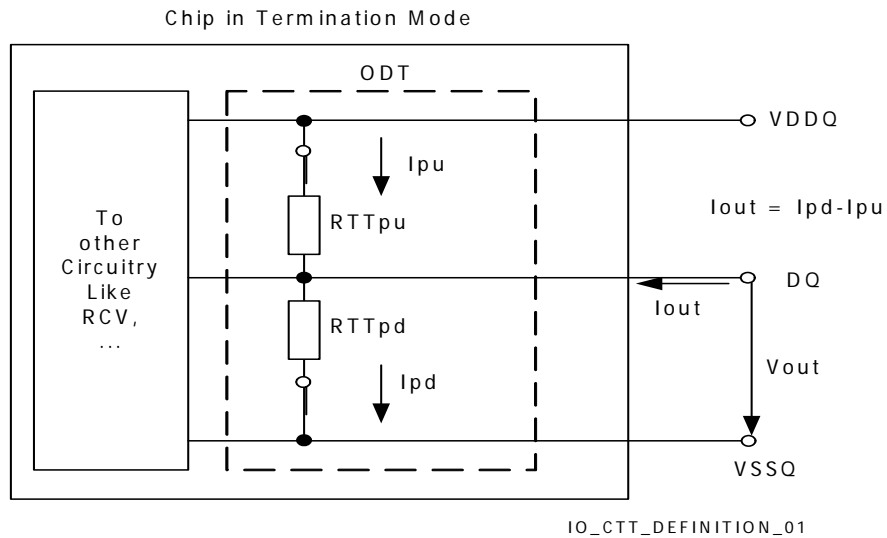 Chip in Termination Mode
ODT
VDDQ
Ipu
Iout = Ipd-Ipu
To
other
Circuitry
Like
RCV,
...
RTTpu
DQ
Iout
RTTpd
Vout
Ipd
VSSQ
IO_CTT_DEFINITION_01